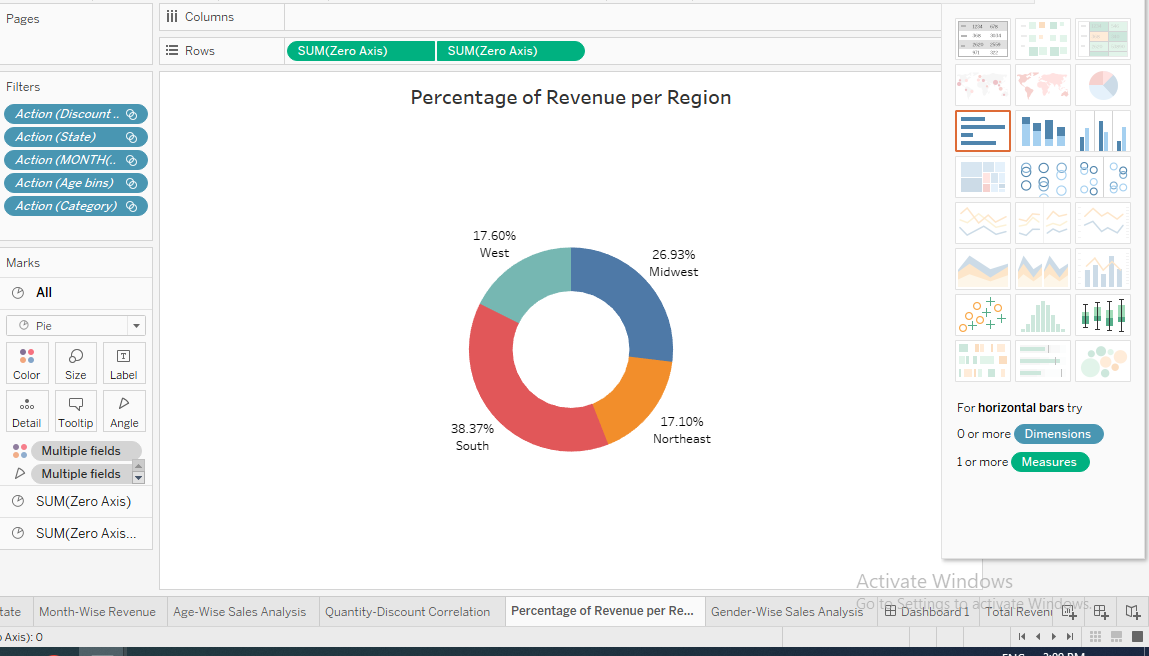 Pages
Columns
Rows
SUM(Zero Axis) SUM(Zero Axis)
Filters
Action (Discount ..
Action (State)
Action (MONTH(..
Action (Age bins)
Action (Category)
Marks
All
Pie
Color Size Label
Detail Tooltip Angle
Multiple fields
Multiple fields
SUM(Zero Axis)
SUM(Zero Axis...
Percentage of Revenue per Region
17.60%
West
26.93%
Midwest
38.37%
South
17.10%
Northeast
For horizontal bars try
0 or more Dimensions
1 or more Measures
Activate Windows
Go to Settings to activate Windows.
tate Month-Wise Revenue Age-Wise Sales Analysis Quantity-Discount Correlation Percentage of Revenue per Re... Gender-Wise Sales Analysis Dashboard 1 Total Reven
Axis): 0